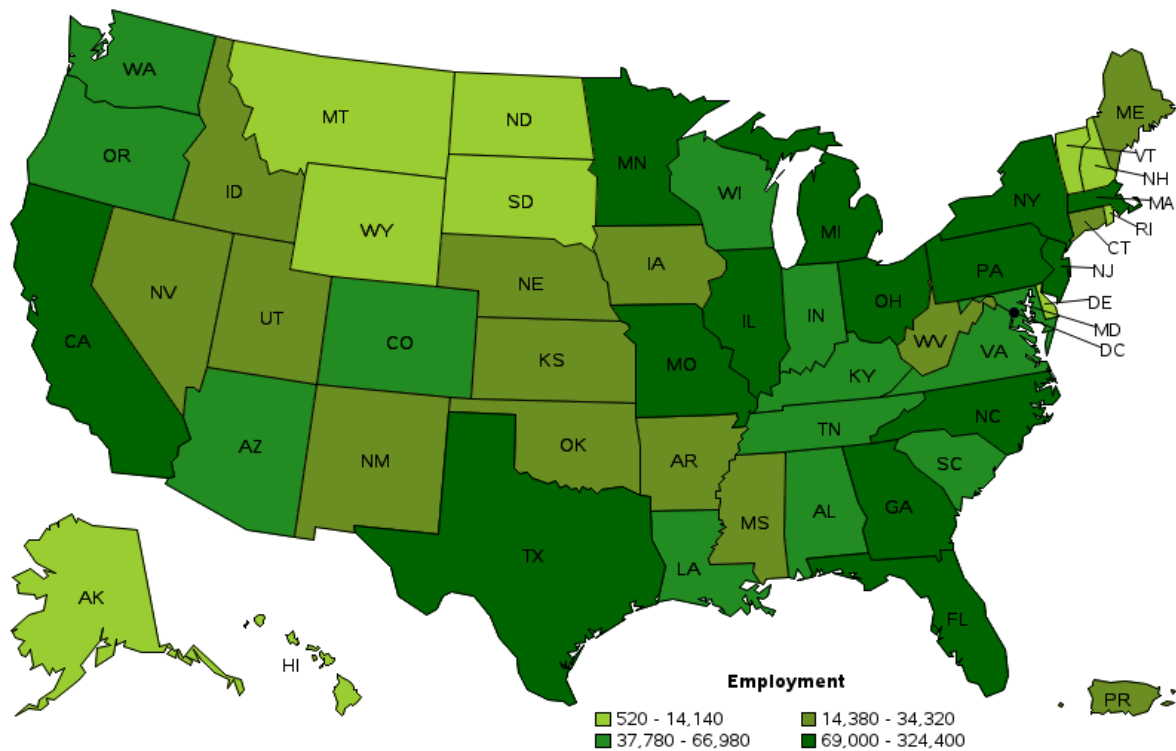 WA
MT
ND
ME
OR
MN
VT
ID
WI
NH
SD
NY
MA
WY
MI
RI
CT
IA
PA
NJ
NE
NV
OH
DE
UT
IL
IN
MD
CA
CO
WV
VA
DC
KS
MO
KY
NC
TN
AZ
OK
NM
AR
SC
MS
AL
GA
TX
LA
AK
FL
HI
PR
Employment
520 - 14,140
14,380 - 34,320
37,780 - 66,980
69,000 - 324,400